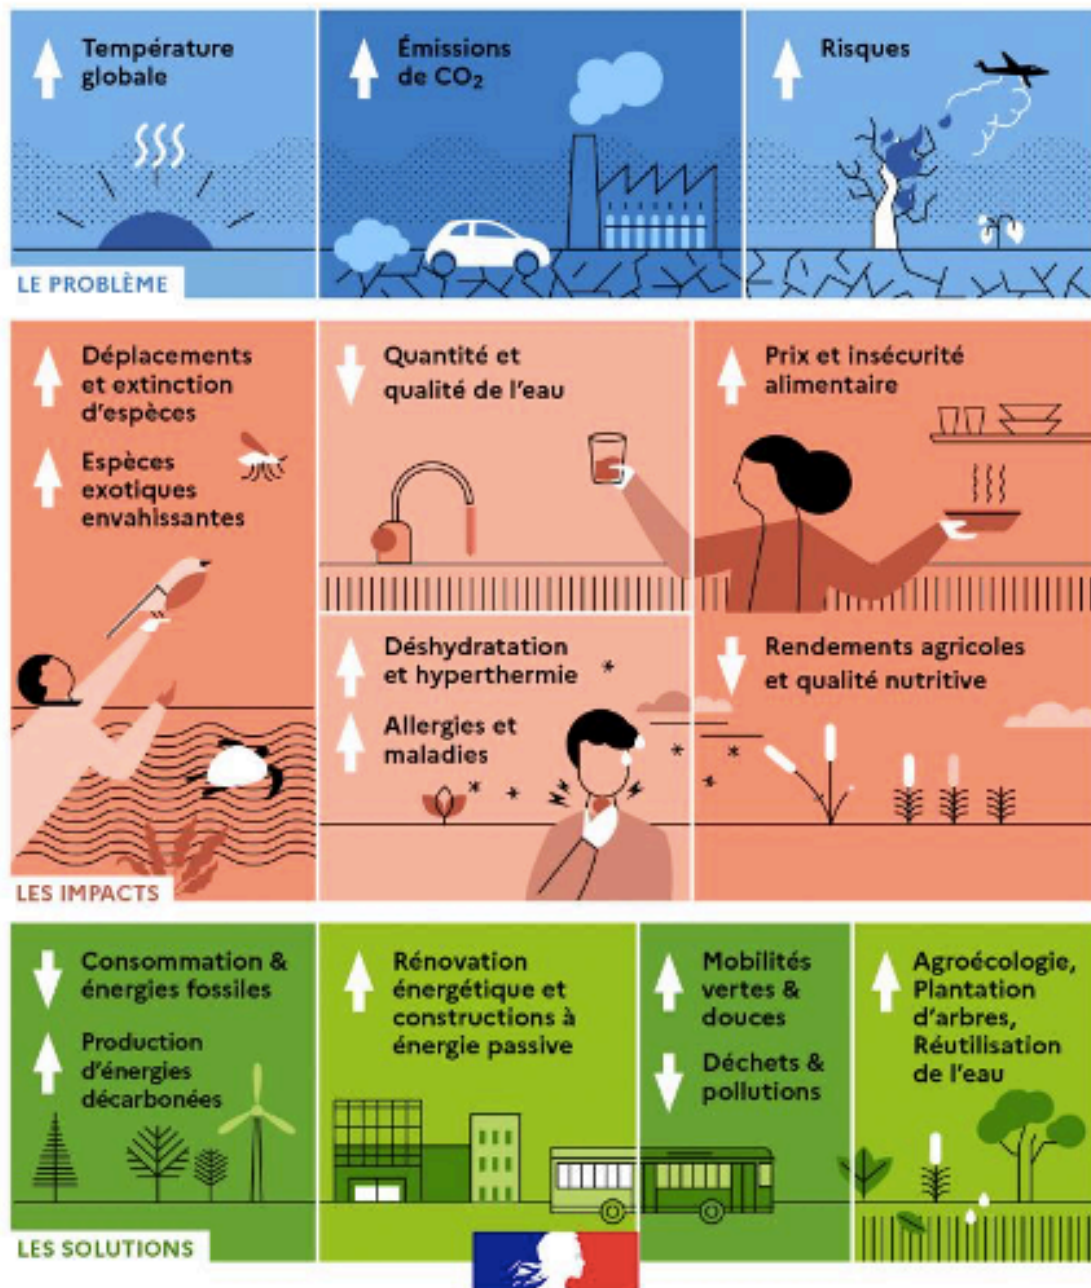 Température
globale
Émissions
de CO₂
Risques
LE PROBLÈME
Déplacements
et extinction
d'espèces
Espèces
exotiques
envahissantes
Quantité et
qualité de l'eau
Prix et insécurité
alimentaire
Déshydratation
et hyperthermie
Allergies et
maladies
Rendements agricoles
et qualité nutritive
LES IMPACTS
Consommation &
énergies fossiles
Production
d'énergies
décarbonées
Rénovation
énergétique et
constructions à
énergie passive
Mobilités
vertes &
douces
Déchets &
pollutions
Agroécologie,
Plantation
d'arbres,
Réutilisation
de l'eau
LES SOLUTIONS